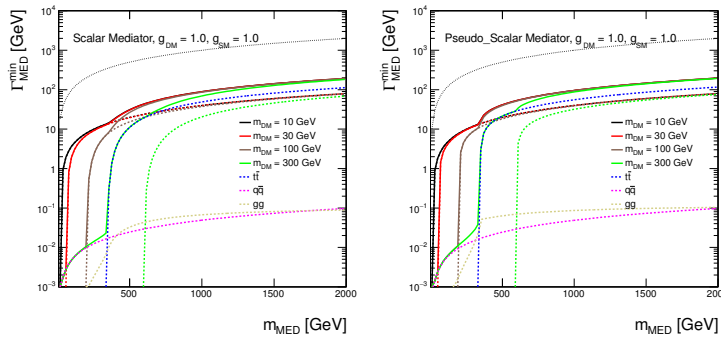 Γ^min_MED [GeV]
10³
10²
10
1
10⁻¹
10⁻²
10⁻³
Scalar Mediator, g_DM = 1.0, g_SM = 1.0
m_DM = 10 GeV
m_DM = 30 GeV
m_DM = 100 GeV
m_DM = 300 GeV
tt̄
qq̄
gg
500
1000
1500
2000
m_MED [GeV]
Γ^min_MED [GeV]
10⁴
10³
10²
10
1
10⁻¹
10⁻²
10⁻³
Pseudo_Scalar Mediator, g_DM = 1.0, g_SM = 1.0
m_DM = 10 GeV
m_DM = 30 GeV
m_DM = 100 GeV
m_DM = 300 GeV
tt̄
qq̄
gg
500
1000
1500
2000
m_MED [GeV]